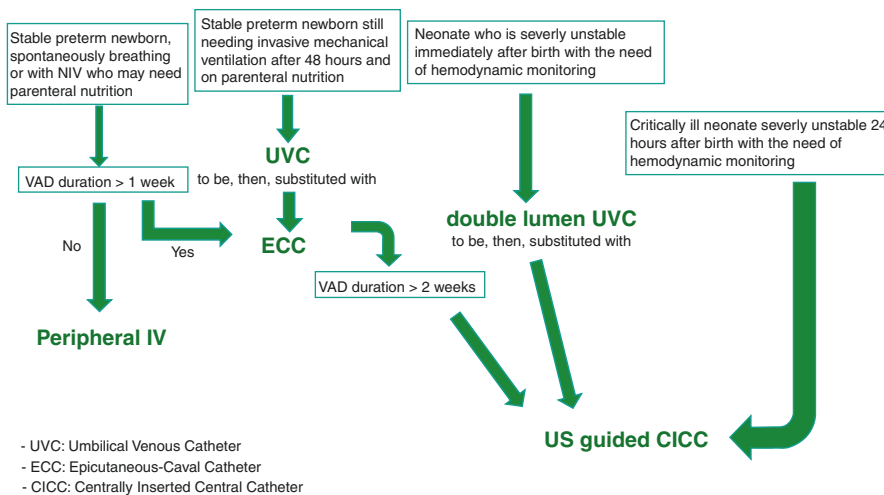 Stable preterm newborn,
spontaneously breathing
or with NIV who may need
parenteral nutrition
Stable preterm newborn still
needing invasive mechanical
ventilation after 48 hours and
on parenteral nutrition
Neonate who is severly unstable
immediately after birth with the need
of hemodynamic monitoring
Critically ill neonate severly unstable 24
hours after birth with the need of
hemodynamic monitoring
UVC
to be, then, substituted with
VAD duration > 1 week
double lumen UVC
to be, then, substituted with
No
Yes
ECC
VAD duration > 2 weeks
Peripheral IV
US guided CICC
- UVC: Umbilical Venous Catheter
- ECC: Epicutaneous-Caval Catheter
- CICC: Centrally Inserted Central Catheter